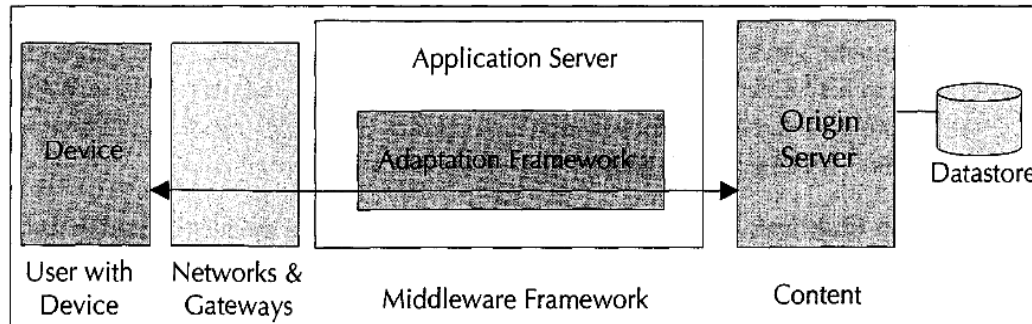 Application Server
Device
Adaptation Framework
Origin
Server
Datastore
User with
Device
Networks &
Gateways
Middleware Framework
Content